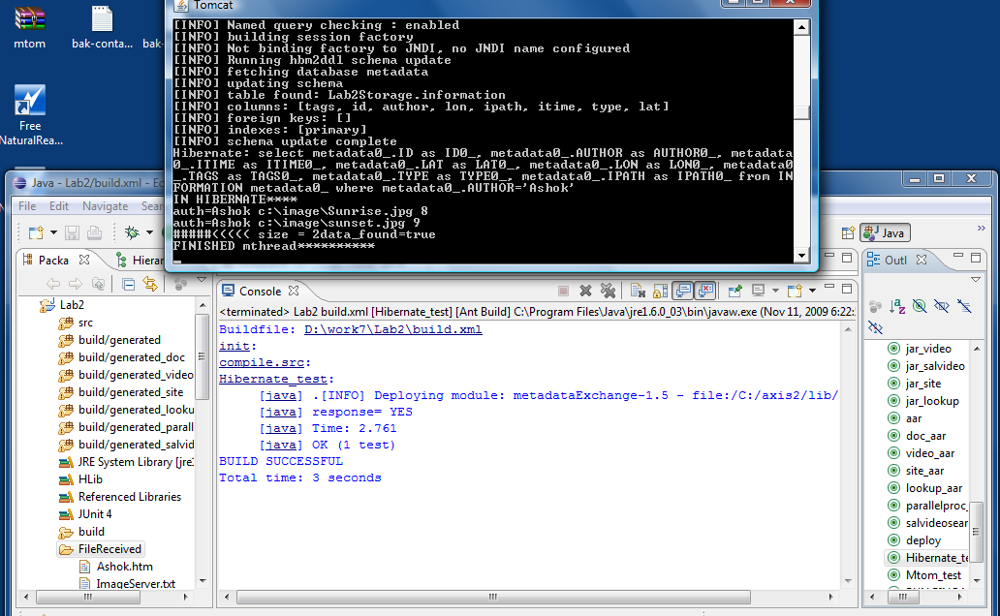 mtom
bak-conta...
bak-
Free
NaturalRea...
Tomcat
[INFO] Named query checking : enabled
[INFO] building session factory
[INFO] Not binding factory to JNDI, no JNDI name configured
[INFO] Running hbm2ddl schema update
[INFO] fetching database metadata
[INFO] updating schema
[INFO] table found: Lab2Storage.information
[INFO] columns: [tags, id, author, lon, ipath, itime, type, lat]
[INFO] foreign keys: []
[INFO] indexes: [primary]
[INFO] schema update complete
Hibernate: select metadata0_.ID as ID0_, metadata0_.AUTHOR as AUTHOR0_, metadata
0_.ITIME as ITIME0_, metadata0_.LAT as LAT0_, metadata0_.LON as LON0_, metadata0
_.TAGS as TAGS0_, metadata0_.TYPE as TYPE0_, metadata0_.IPATH as IPATH0_ from IN
FORMATION metadata0_ where metadata0_.AUTHOR='Ashok'
IN HIBERNATE****
auth=Ashok c:\image\Sunrise.jpg 8
auth=Ashok c:\image\sunset.jpg 9
#####<<<<< size = 2data_found=true
FINISHED mthread**********
Java - Lab2/build.xml - Ec
File Edit Navigate Sear
Java
Packa
Hierar
Lab2
src
build/generated
build/generated_doc
build/generated_video
build/generated_site
build/generated_looku
build/generated_parall
build/generated_salvid
JRE System Library [jre1
HLib
Referenced Libraries
JUnit 4
build
FileReceived
Ashok.htm
ImageServer.txt
Console
<terminated> Lab2 build.xml [Hibernate_test] [Ant Build] C:\Program Files\Java\jre1.6.0_03\bin\javaw.exe (Nov 11, 2009 6:22:
Buildfile: D:\work7\Lab2\build.xml
init:
compile.src:
Hibernate_test:
[java] .[INFO] Deploying module: metadataExchange-1.5 - file:/C:/axis2/lib/
[java] response= YES
[java] Time: 2.761
[java] OK (1 test)
BUILD SUCCESSFUL
Total time: 3 seconds
Outl
jar_video
jar_salvideo
jar_site
jar_lookup
aar
doc_aar
video_aar
site_aar
lookup_aar
parallelproc_
salvideosear
deploy
Hibernate_te
Mtom_test